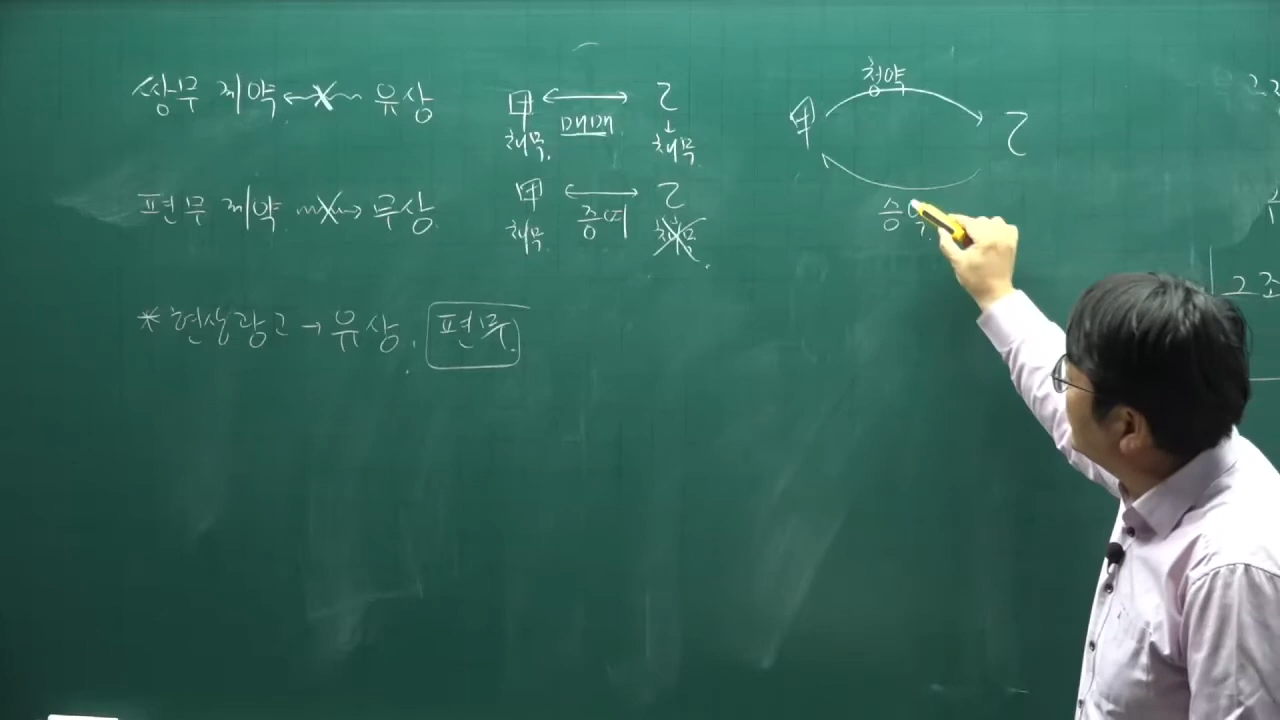 쌍무 계약 ←X 유상
甲 ↔ 乙
매매
채무. 채무.
편무 계약 X→ 무상
甲 ↔ 乙
증여
채무. 채무.
* 현상광고 → 유상. 편무.
청약
甲 乙
승낙